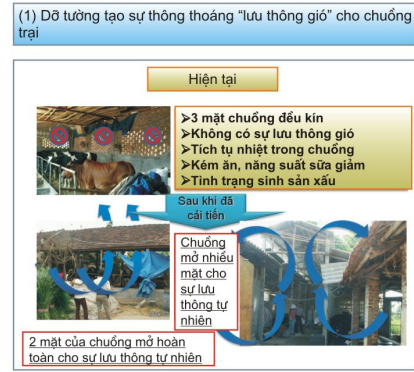 (1) Dỡ tường tạo sự thông thoáng “lưu thông gió” cho chuồng
trại
Hiện tại
➢3 mặt chuồng đều kín
➢Không có sự lưu thông gió
➢Tích tụ nhiệt trong chuồng
➢Kém ăn, năng suất sữa giảm
➢Tình trạng sinh sản xấu
Sau khi đã
cải tiến
Chuồng
mở nhiều
mặt cho
sự lưu
thông tự
nhiên
2 mặt của chuồng mở hoàn
toàn cho sự lưu thông tự nhiên